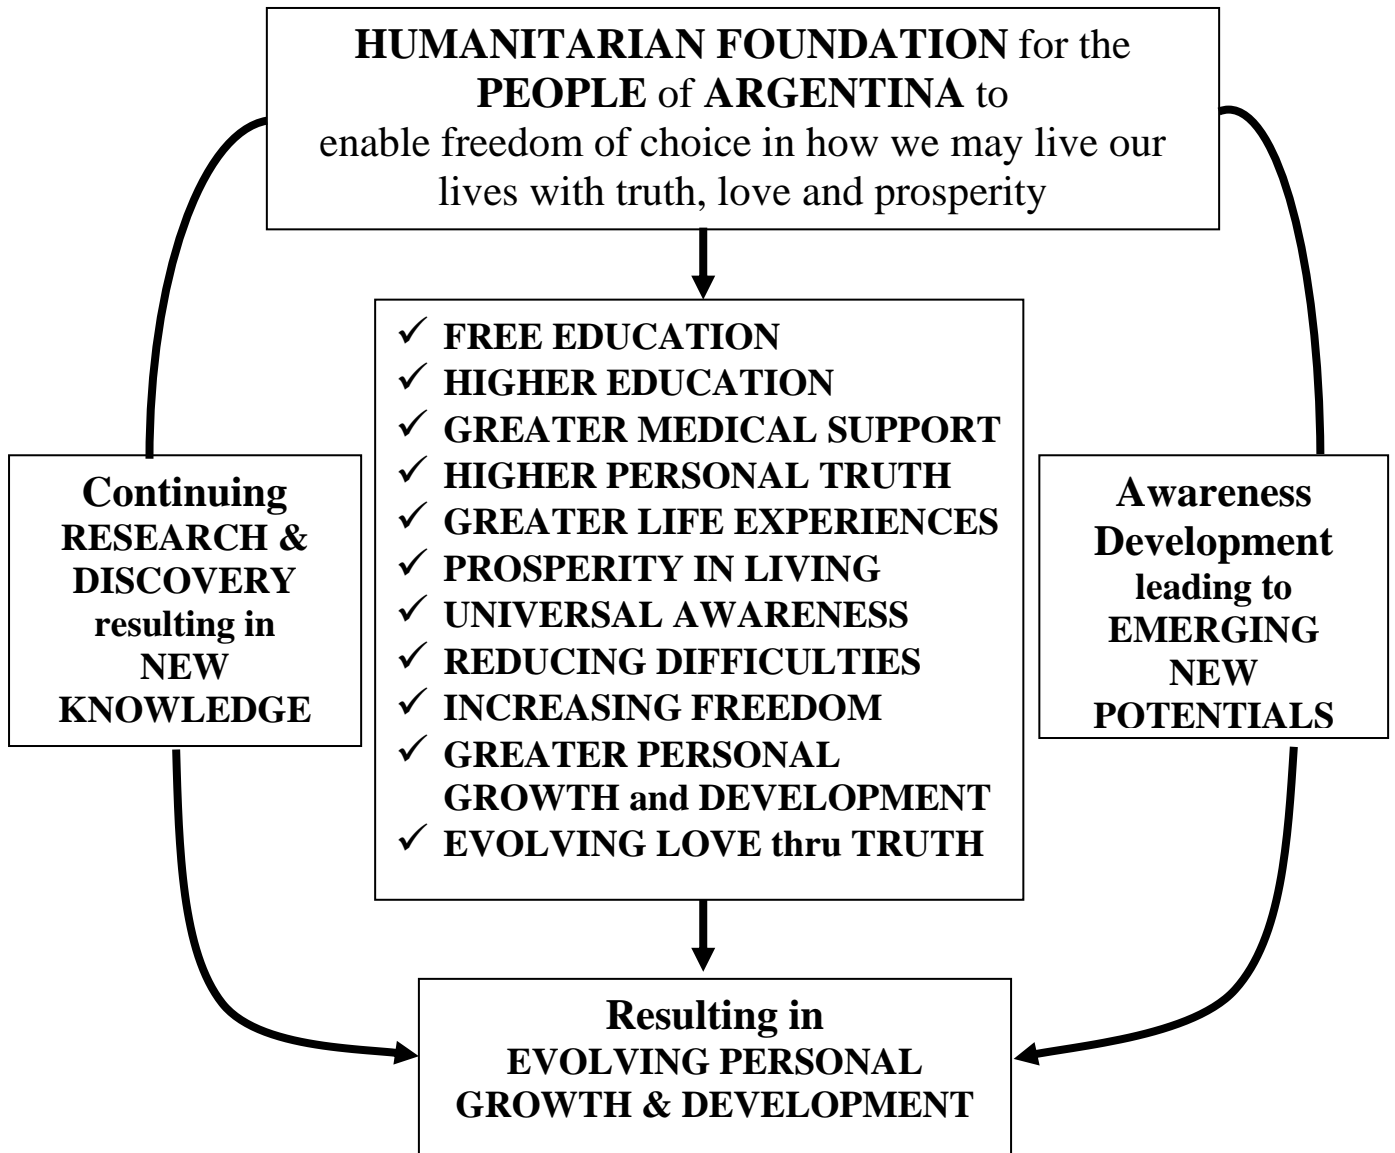 HUMANITARIAN FOUNDATION for the
PEOPLE of ARGENTINA to
enable freedom of choice in how we may live our
lives with truth, love and prosperity
✓ FREE EDUCATION
✓ HIGHER EDUCATION
✓ GREATER MEDICAL SUPPORT
✓ HIGHER PERSONAL TRUTH
✓ GREATER LIFE EXPERIENCES
✓ PROSPERITY IN LIVING
✓ UNIVERSAL AWARENESS
✓ REDUCING DIFFICULTIES
✓ INCREASING FREEDOM
✓ GREATER PERSONAL
GROWTH and DEVELOPMENT
✓ EVOLVING LOVE thru TRUTH
Continuing
RESEARCH &
DISCOVERY
resulting in
NEW
KNOWLEDGE
Awareness
Development
leading to
EMERGING
NEW
POTENTIALS
Resulting in
EVOLVING PERSONAL
GROWTH & DEVELOPMENT